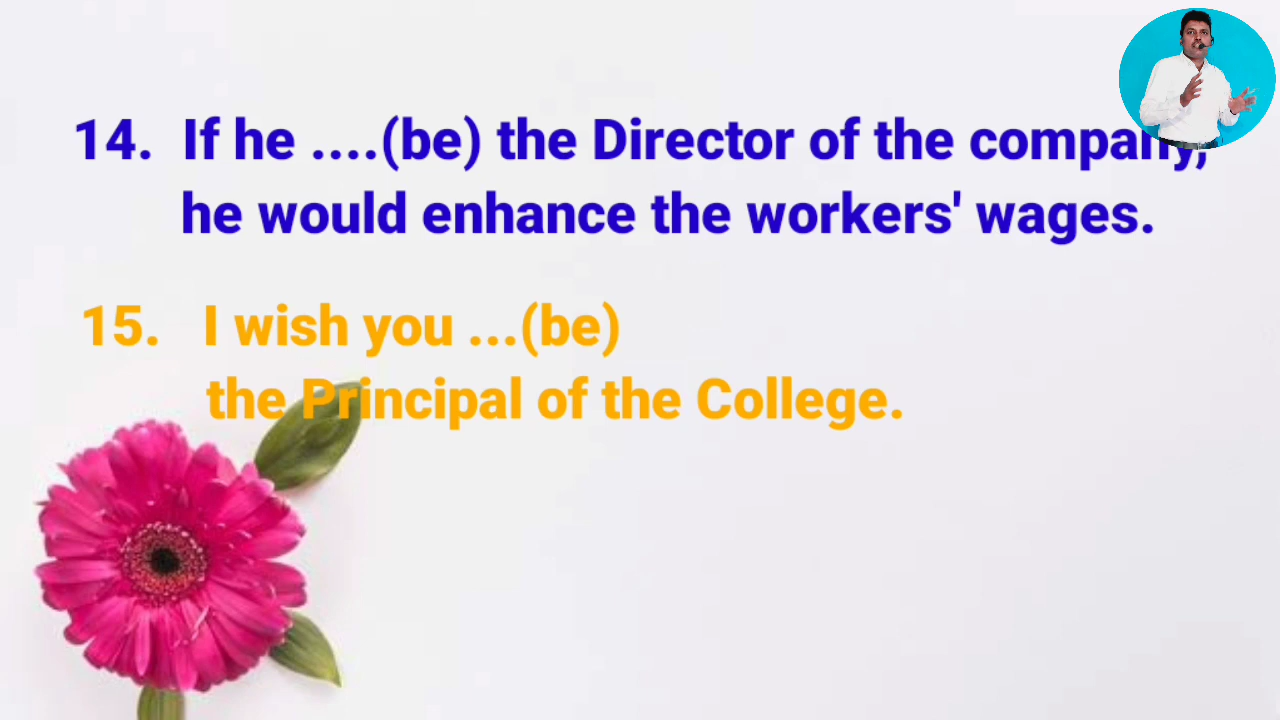 14. If he ....(be) the Director of the company,
he would enhance the workers' wages.
15. I wish you ...(be)
the Principal of the College.